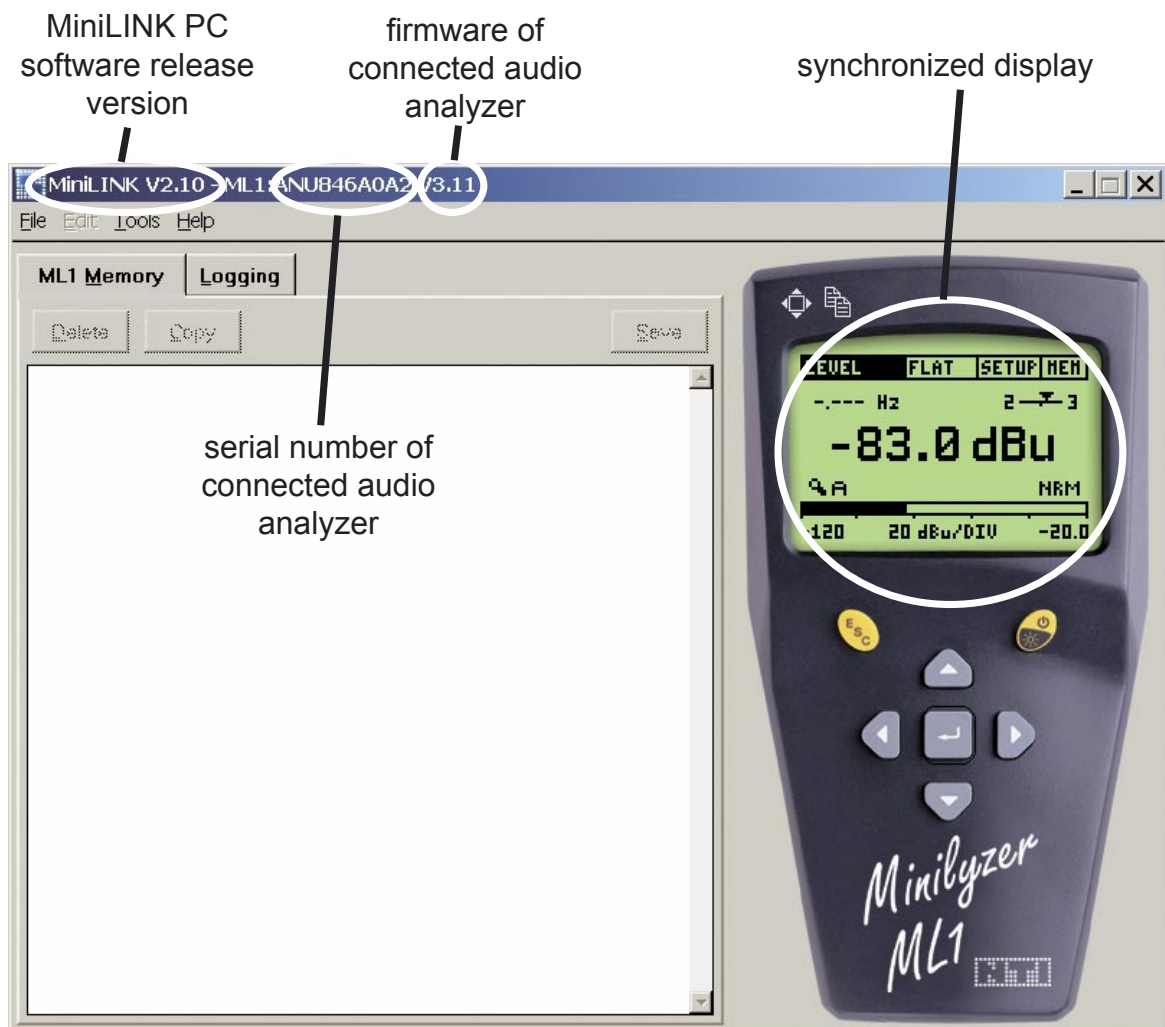 MiniLINK PC
software release
version
firmware of
connected audio
analyzer
synchronized display
MiniLINK V2.10 - ML1:ANU846A0A2 V3.11
File Edit Tools Help
ML1 Memory Logging
Delete Copy Save
serial number of
connected audio
analyzer
LEVEL FLAT SETUP MEM
-.--- Hz 2 3
-83.0 dBu
A NRM
-120 20 dBu/DIV -20.0
ESC
Minilyzer
ML1
NTI